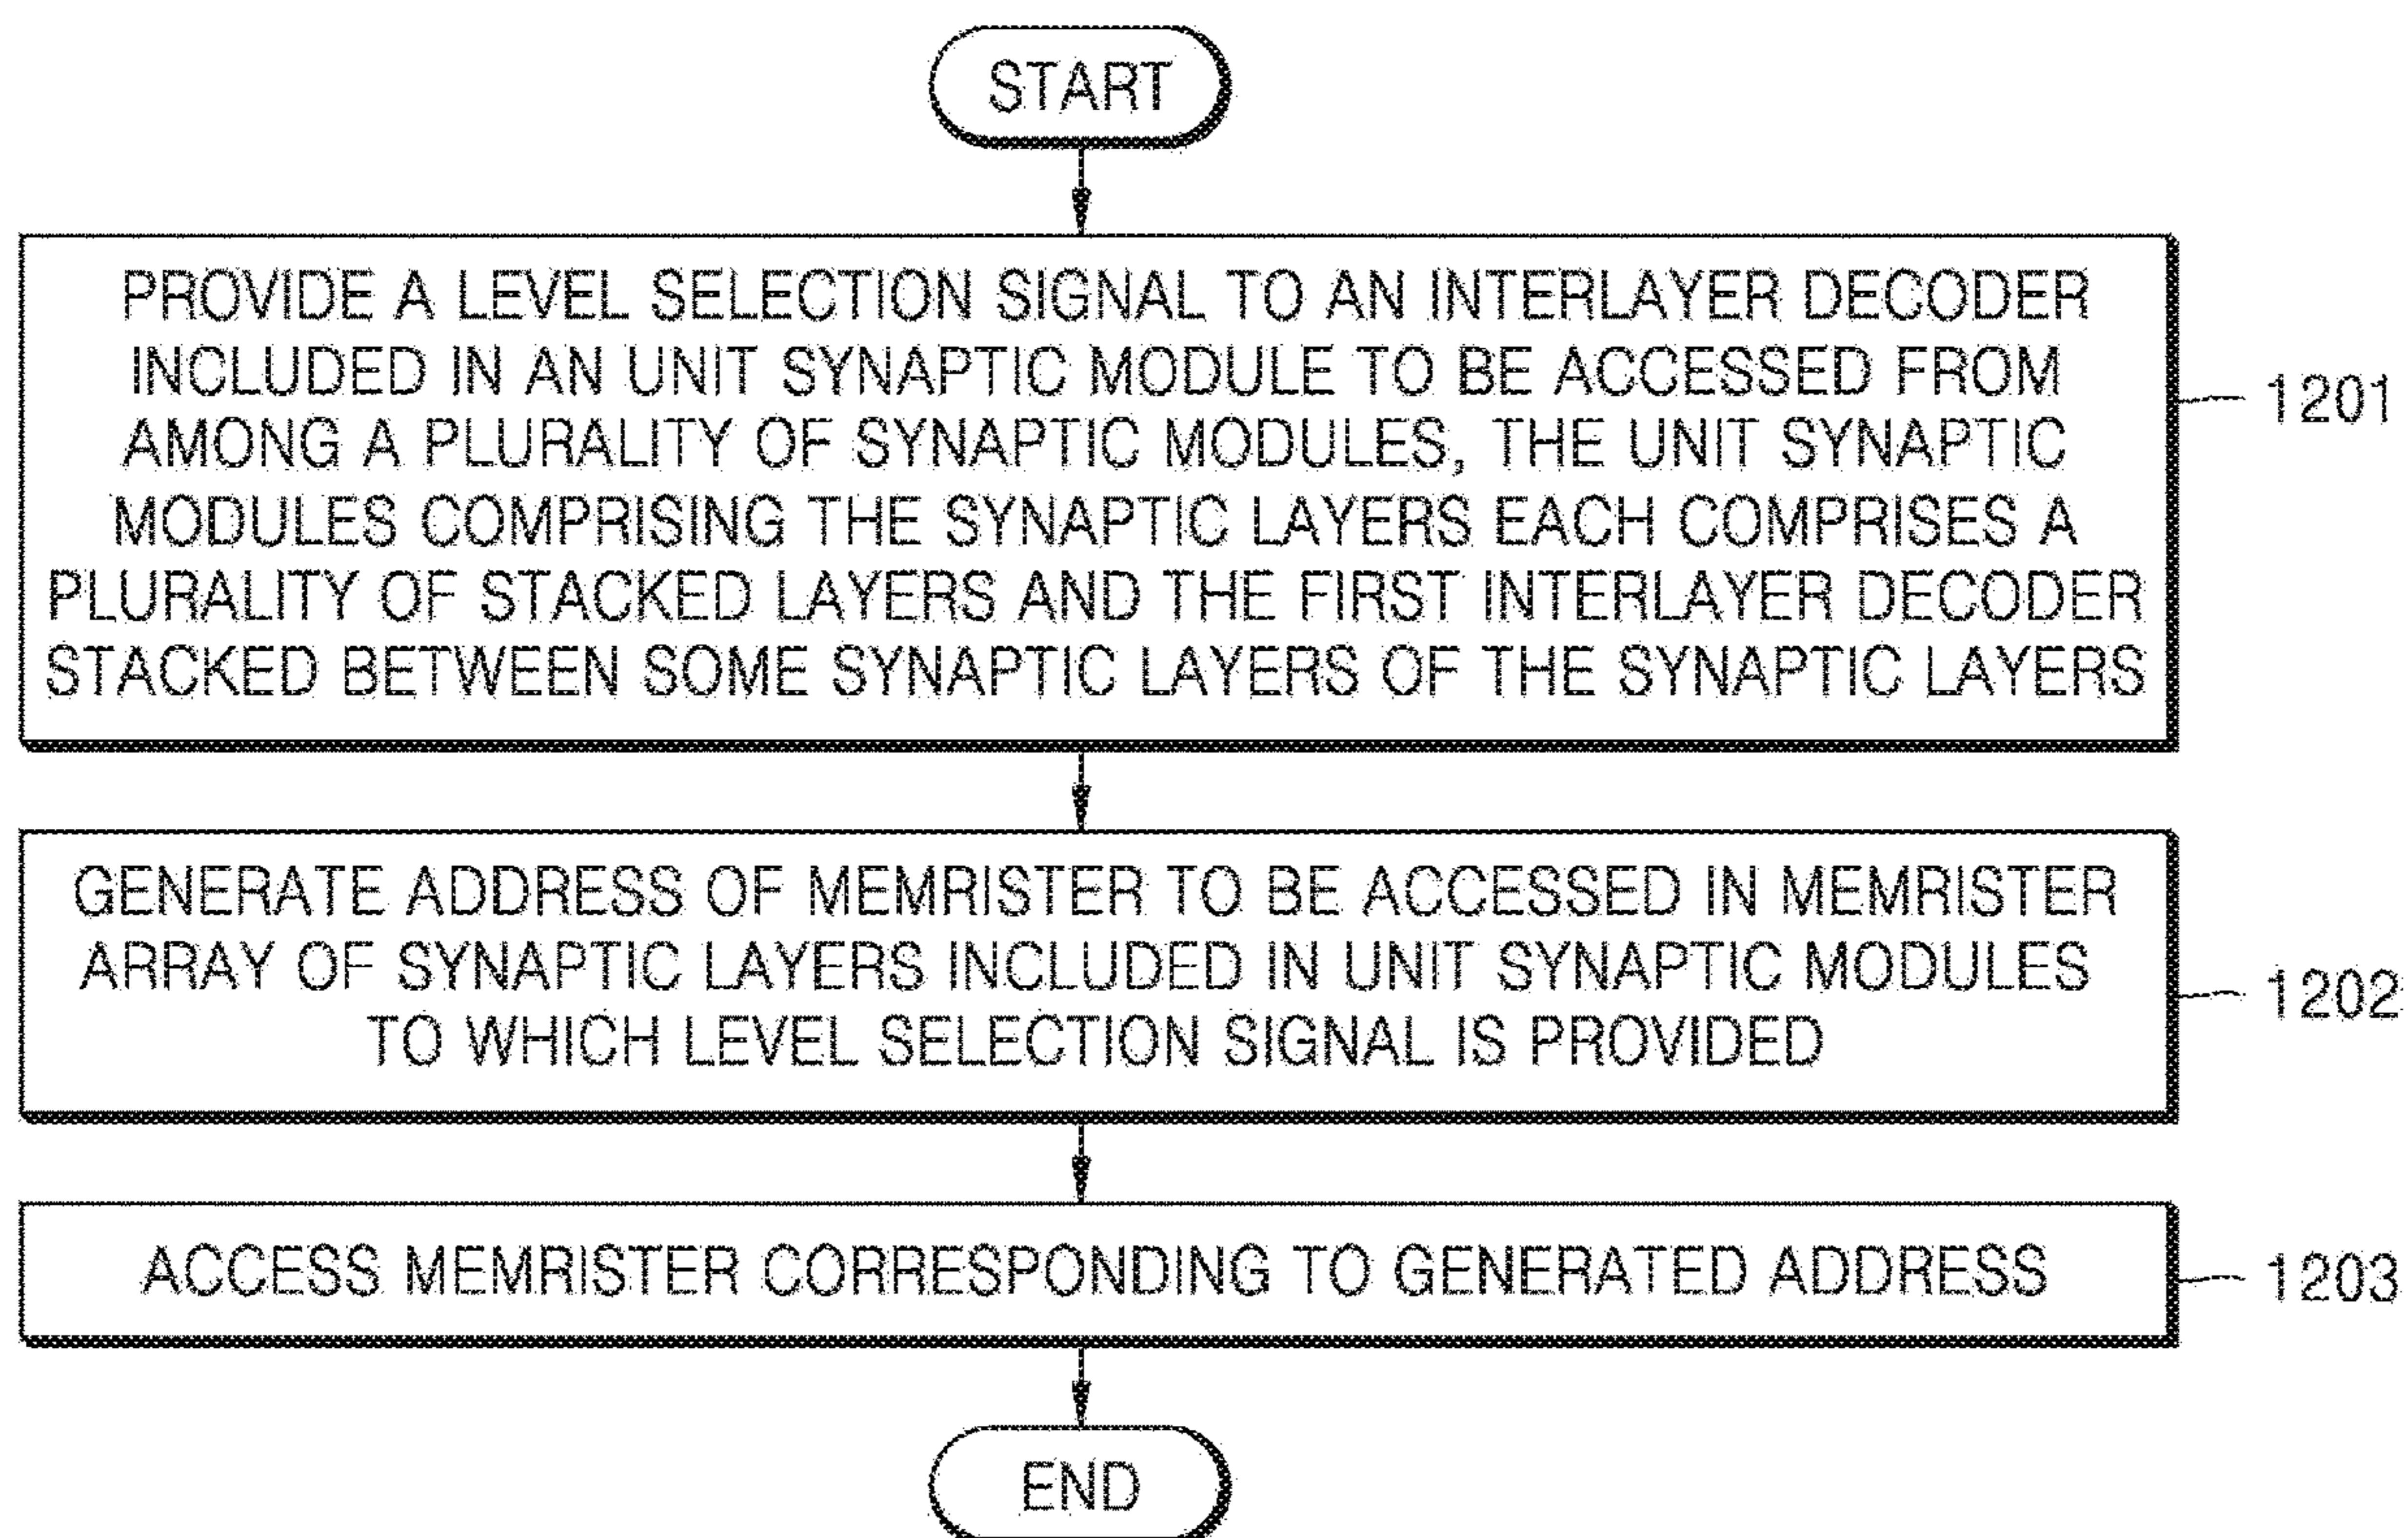 START
PROVIDE A LEVEL SELECTION SIGNAL TO AN INTERLAYER DECODER
INCLUDED IN AN UNIT SYNAPTIC MODULE TO BE ACCESSED FROM
AMONG A PLURALITY OF SYNAPTIC MODULES, THE UNIT SYNAPTIC
MODULES COMPRISING THE SYNAPTIC LAYERS EACH COMPRISES A
PLURALITY OF STACKED LAYERS AND THE FIRST INTERLAYER DECODER
STACKED BETWEEN SOME SYNAPTIC LAYERS OF THE SYNAPTIC LAYERS
1201
GENERATE ADDRESS OF MEMRISTER TO BE ACCESSED IN MEMRISTER
ARRAY OF SYNAPTIC LAYERS INCLUDED IN UNIT SYNAPTIC MODULES
TO WHICH LEVEL SELECTION SIGNAL IS PROVIDED
1202
ACCESS MEMRISTER CORRESPONDING TO GENERATED ADDRESS
1203
END